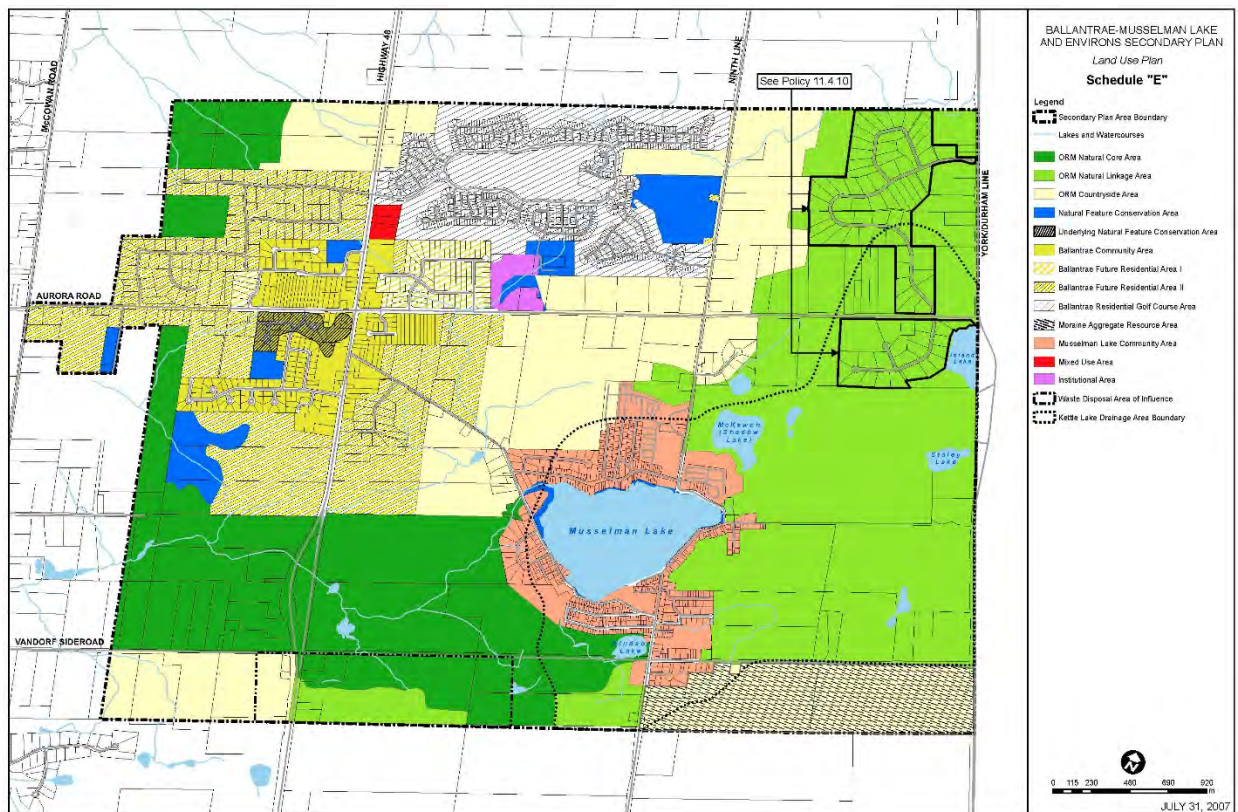 BALLANTRAE-MUSSELMAN LAKE
AND ENVIRONS SECONDARY PLAN
Land Use Plan
Schedule "E"
Legend
Secondary Plan Area Boundary
Lakes and Watercourses
ORM Natural Core Area
ORM Natural Linkage Area
ORM Countryside Area
Natural Feature Conservation Area
Underlying Natural Feature Conservation Area
Ballantrae Community Area
Ballantrae Future Residential Area I
Ballantrae Future Residential Area II
Ballantrae Residential Golf Course Area
Moraine Aggregate Resource Area
Musselman Lake Community Area
Mixed Use Area
Institutional Area
Waste Disposal Area of Influence
Kettle Lake Drainage Area Boundary
McCOWAN ROAD
HIGHWAY 48
NINTH LINE
See Policy 11.4.10
YORK/DURHAM LINE
AURORA ROAD
Island
Lake
McKewon
(Shadow
Lake)
Staley
Lake
Musselman Lake
VANDORF SIDEROAD
Lake
N
0 115 230 460 690 920
m
JULY 31, 2007